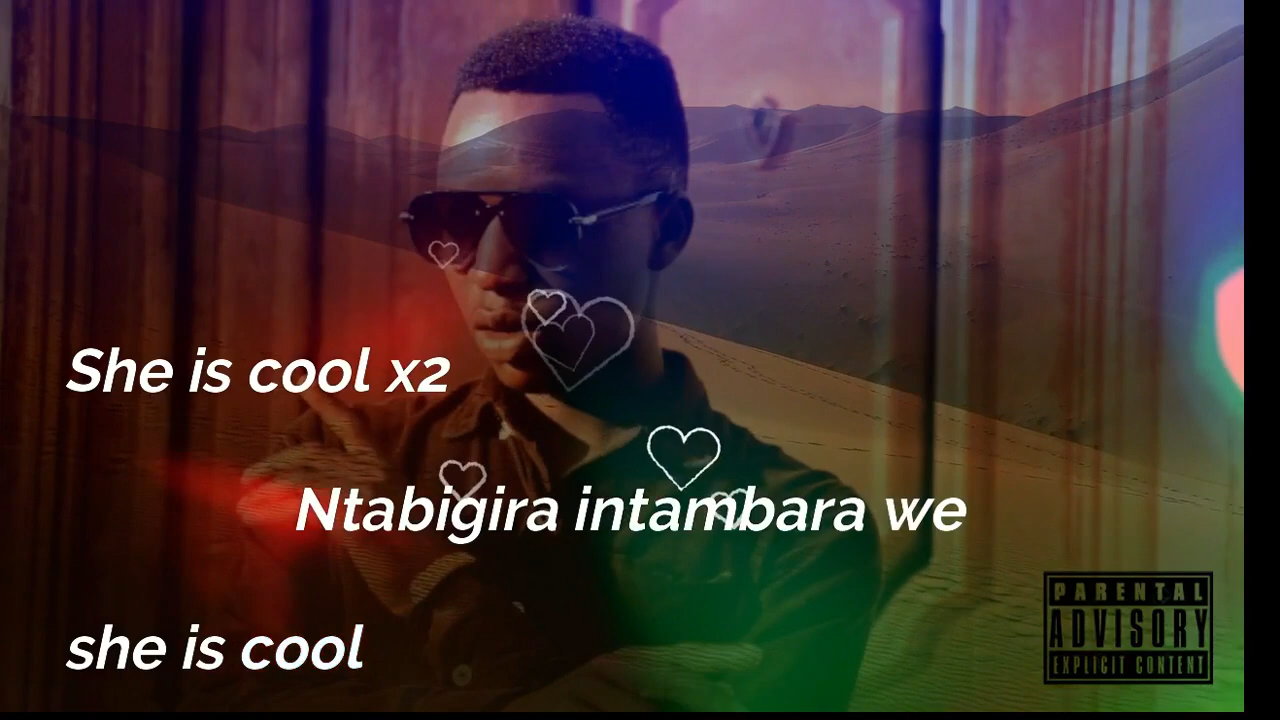 She is cool x2
Ntabigira intambara we
she is cool
PARENTAL
ADVISORY
EXPLICIT CONTENT